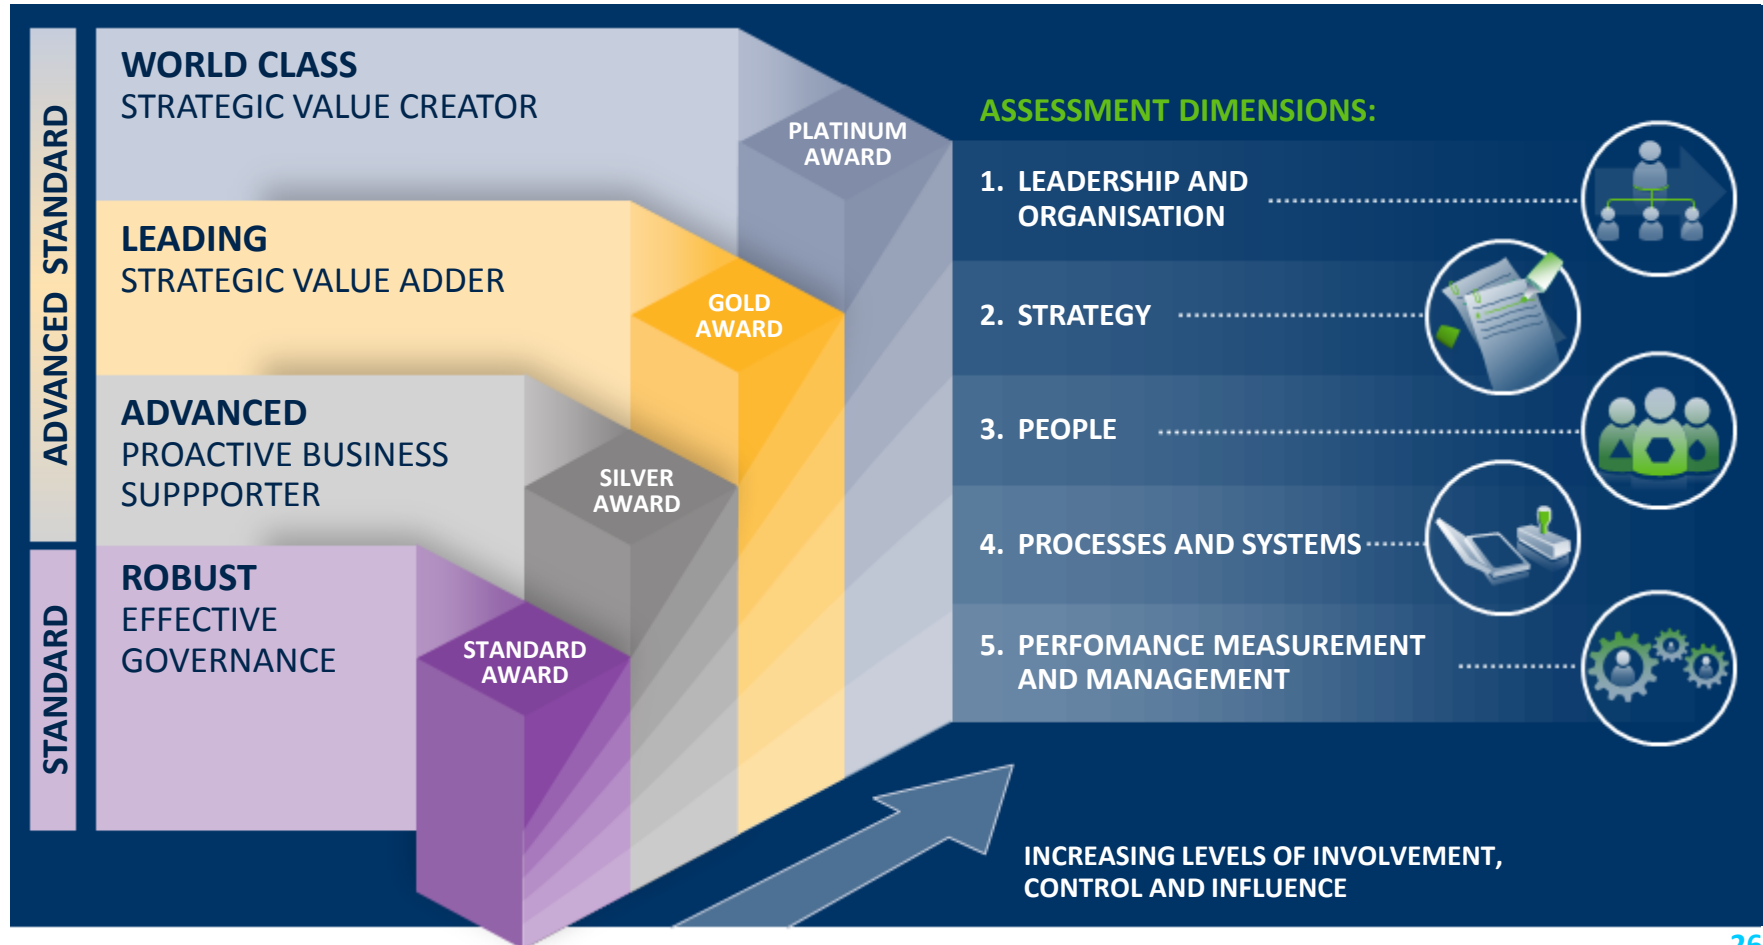 ADVANCED STANDARD
STANDARD
WORLD CLASS
STRATEGIC VALUE CREATOR
LEADING
STRATEGIC VALUE ADDER
ADVANCED
PROACTIVE BUSINESS
SUPPPORTER
ROBUST
EFFECTIVE
GOVERNANCE
PLATINUM
AWARD
GOLD
AWARD
SILVER
AWARD
STANDARD
AWARD
ASSESSMENT DIMENSIONS:
1. LEADERSHIP AND
ORGANISATION
2. STRATEGY
3. PEOPLE
4. PROCESSES AND SYSTEMS
5. PERFOMANCE MEASUREMENT
AND MANAGEMENT
INCREASING LEVELS OF INVOLVEMENT,
CONTROL AND INFLUENCE
26